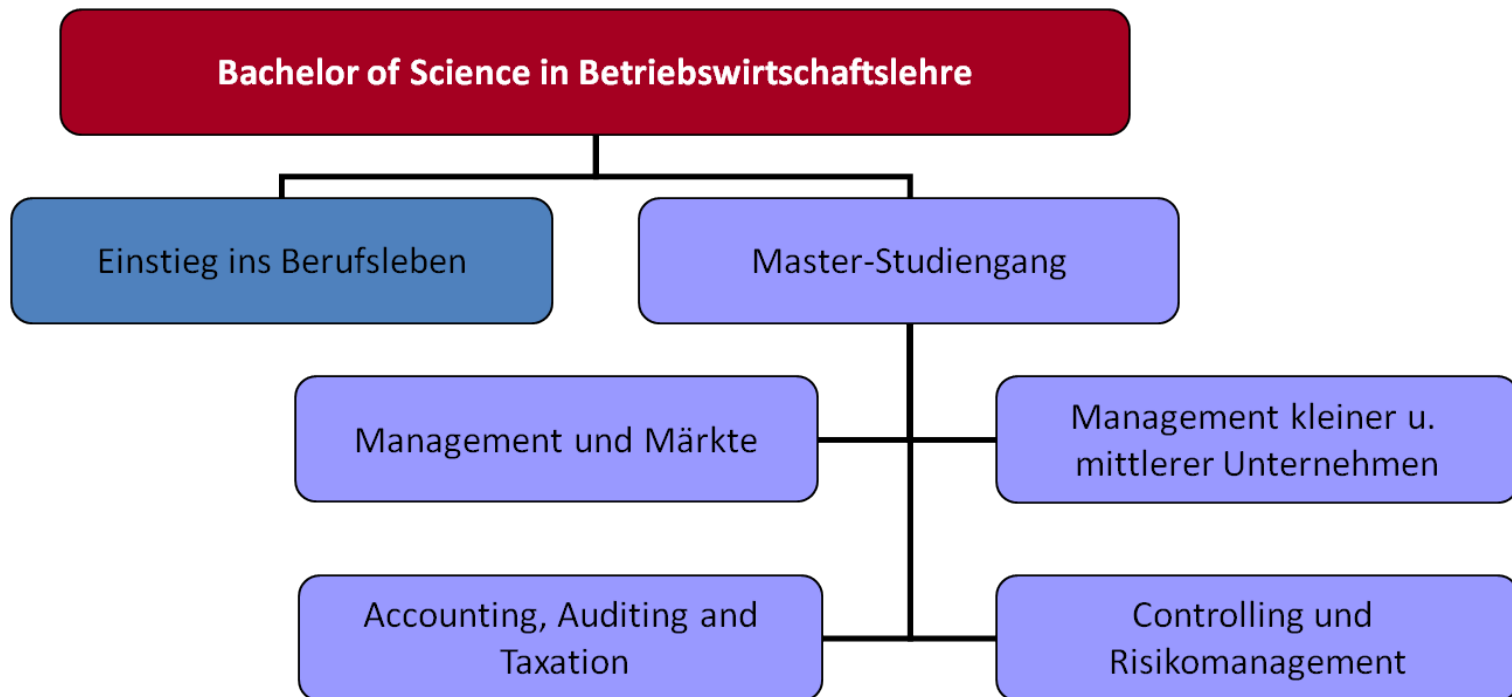 Bachelor of Science in Betriebswirtschaftslehre
Einstieg ins Berufsleben
Master-Studiengang
Management und Märkte
Management kleiner u.
mittlerer Unternehmen
Accounting, Auditing and
Taxation
Controlling und
Risikomanagement